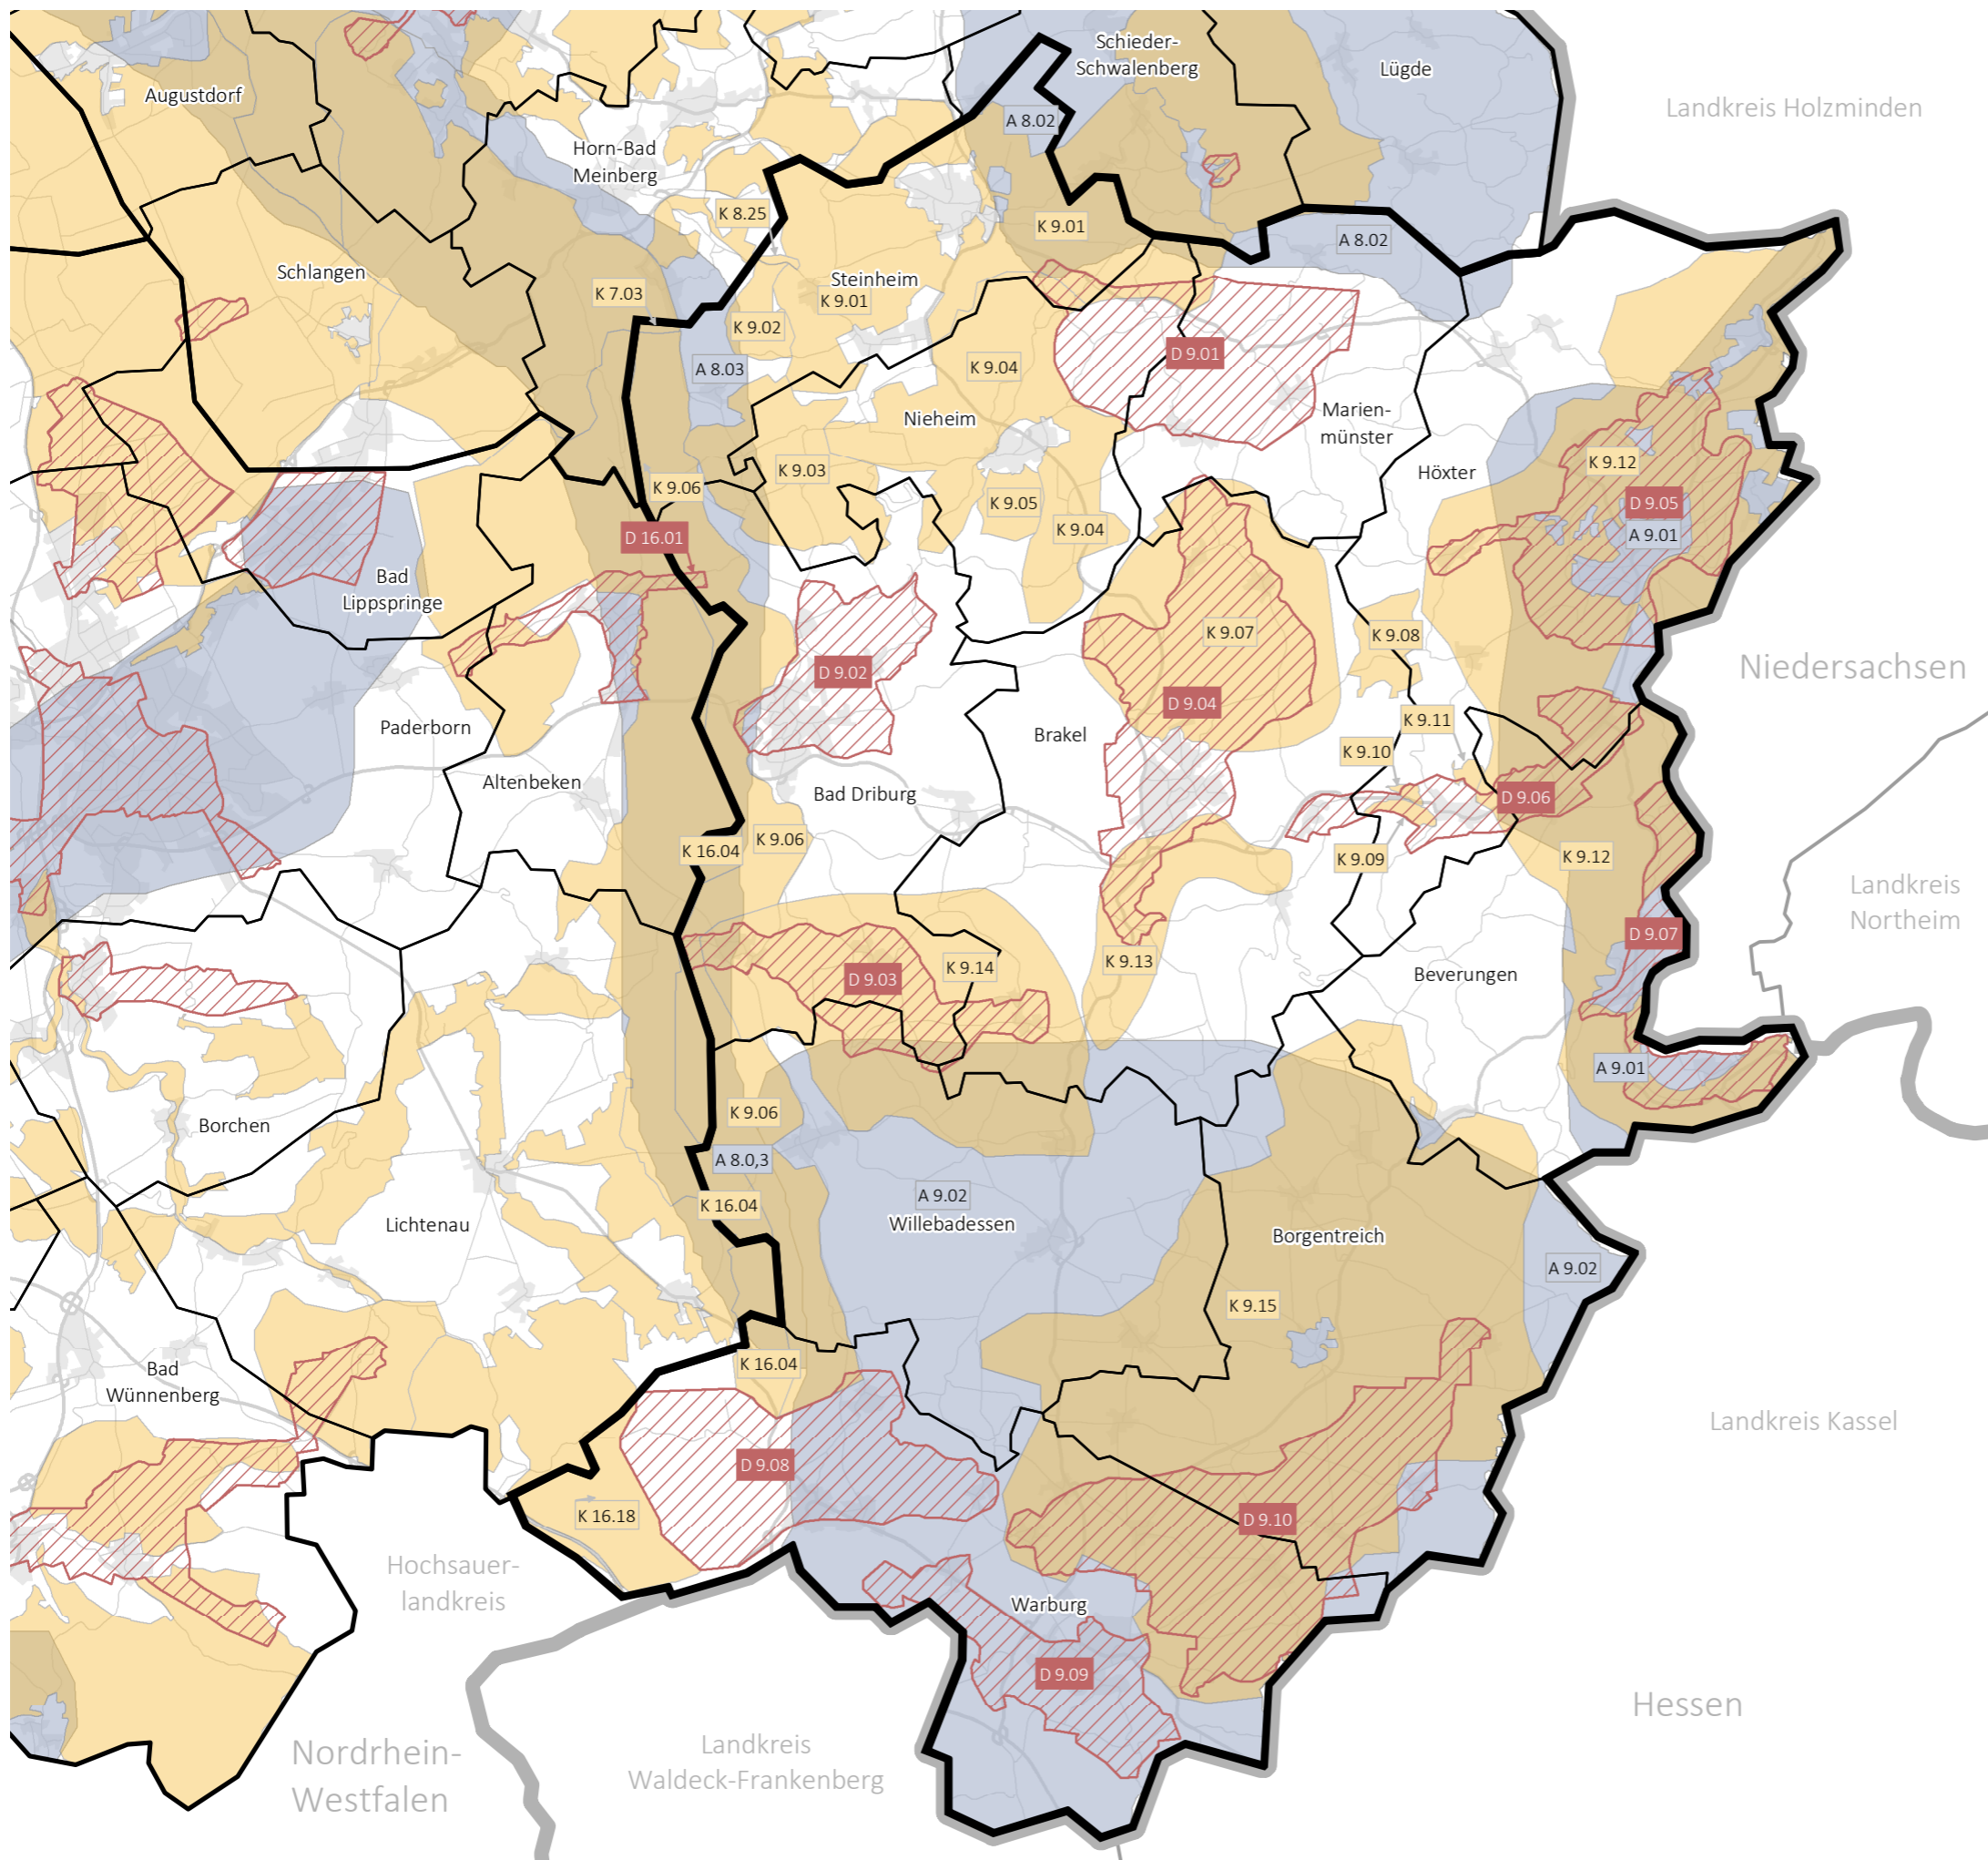 Schieder-
Schwalenberg
Lügde
Augustdorf
Landkreis Holzminden
A 8.02
Horn-Bad
Meinberg
K 8.25
K 9.01
A 8.02
Schlangen
Steinheim
K 7.03
K 9.01
K 9.02
D 9.01
A 8.03
K 9.04
Marien-
münster
Nieheim
K 9.12
K 9.03
Höxter
K 9.06
K 9.05
D 9.05
K 9.04
D 16.01
A 9.01
Bad
Lippspringe
K 9.07
K 9.08
Niedersachsen
D 9.02
D 9.04
K 9.11
Paderborn
Brakel
K 9.10
Altenbeken
Bad Driburg
D 9.06
K 9.06
K 16.04
K 9.09
K 9.12
Landkreis
Northeim
D 9.07
K 9.13
K 9.14
Beverungen
D 9.03
A 9.01
K 9.06
Borchen
A 8.0,3
A 9.02
K 16.04
Willebadessen
Lichtenau
Borgentreich
A 9.02
K 9.15
K 16.04
Bad
Wünnenberg
Landkreis Kassel
D 9.08
K 16.18
D 9.10
Hochsauer-
landkreis
Warburg
D 9.09
Hessen
Nordrhein-
Westfalen
Landkreis
Waldeck-Frankenberg